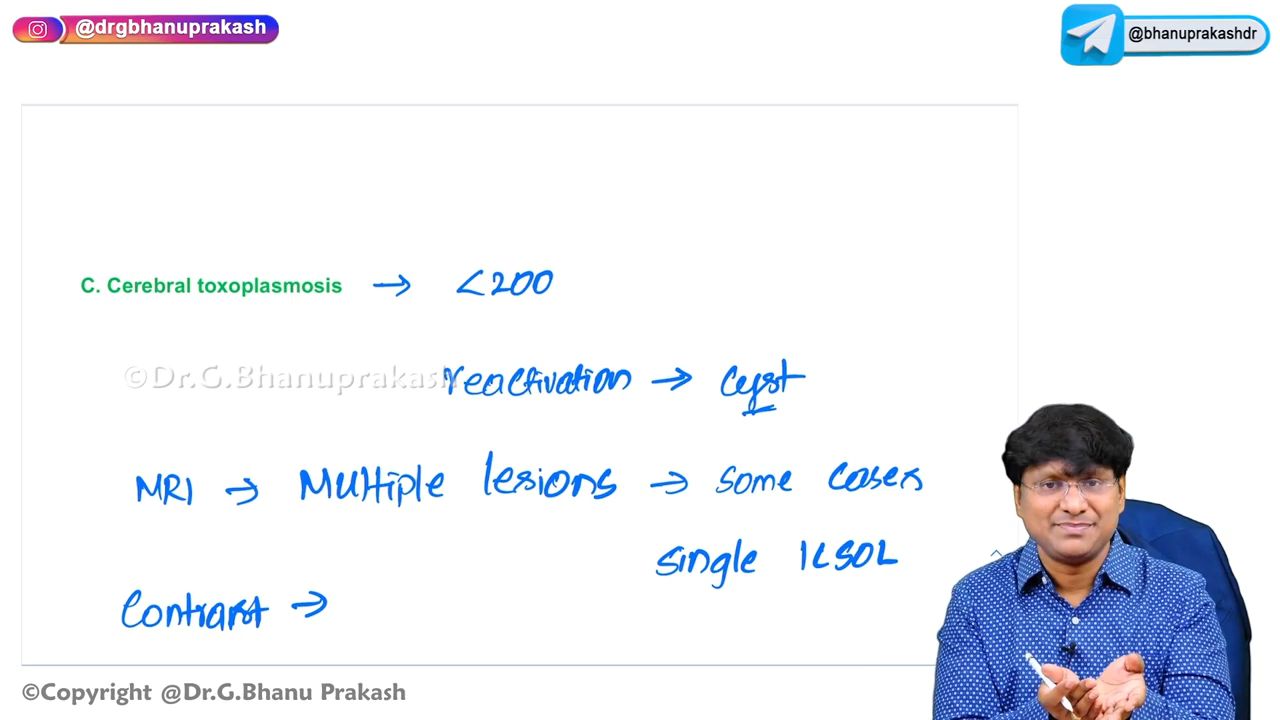 @drgbhanuprakash
@bhanuprakashdr
C. Cerebral toxoplasmosis → <200
©Dr.G.Bhanuprakash
reactivation → cyst
MRI → Multiple lesions → some cases
single ICSOL
Contrast →
©Copyright @Dr.G.Bhanu Prakash